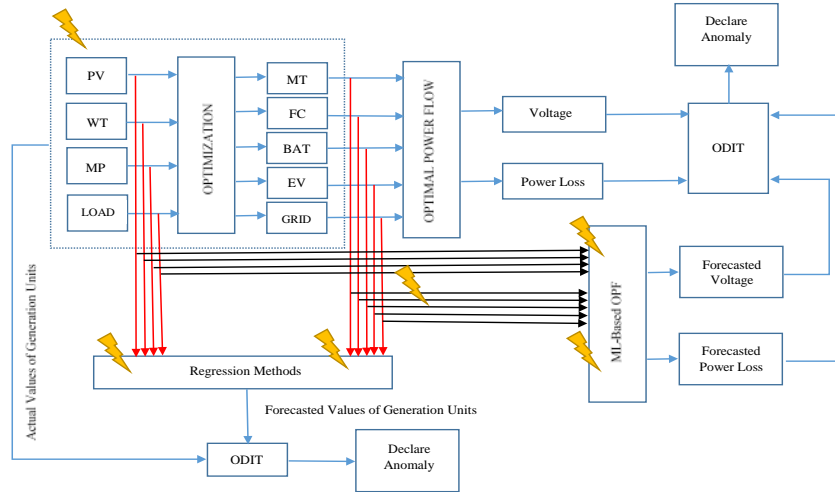 Declare
Anomaly
PV
WT
MP
LOAD
OPTIMIZATION
MT
FC
BAT
EV
GRID
OPTIMAL POWER FLOW
Voltage
Power Loss
ODIT
ML-Based OPF
Forecasted
Voltage
Forecasted
Power Loss
Actual Values of Generation Units
Regression Methods
Forecasted Values of Generation Units
ODIT
Declare
Anomaly